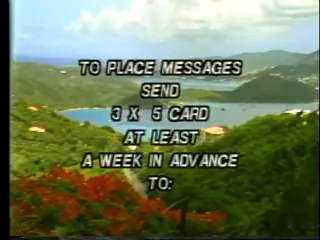 TO PLACE MESSAGES
SEND
3 X 5 CARD
AT LEAST
A WEEK IN ADVANCE
TO: